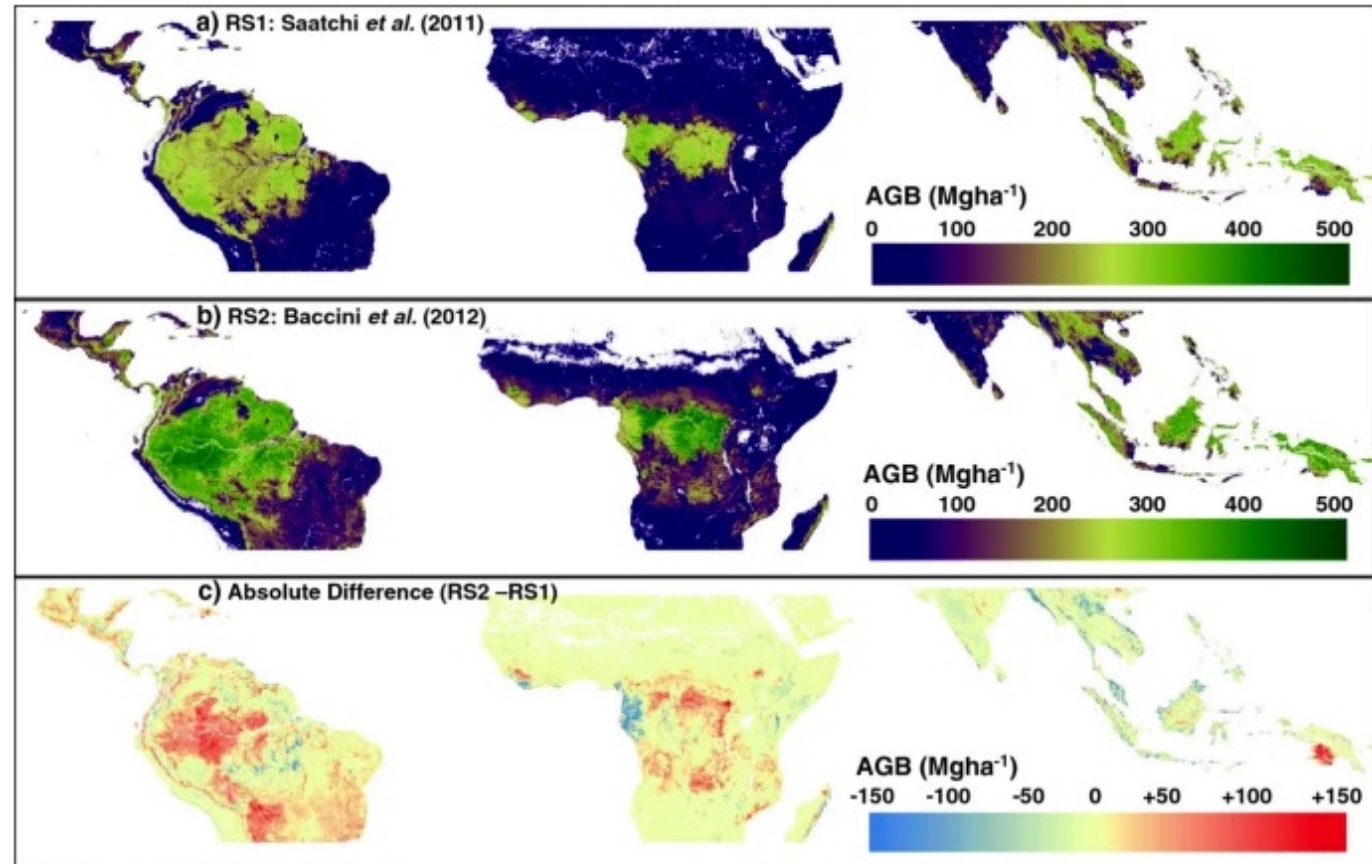 a) RS1: Saatchi et al. (2011)
AGB (Mgha-1)
0 100 200 300 400 500
b) RS2: Baccini et al. (2012)
AGB (Mgha-1)
0 100 200 300 400 500
c) Absolute Difference (RS2 –RS1)
AGB (Mgha-1)
-150 -100 -50 0 +50 +100 +150